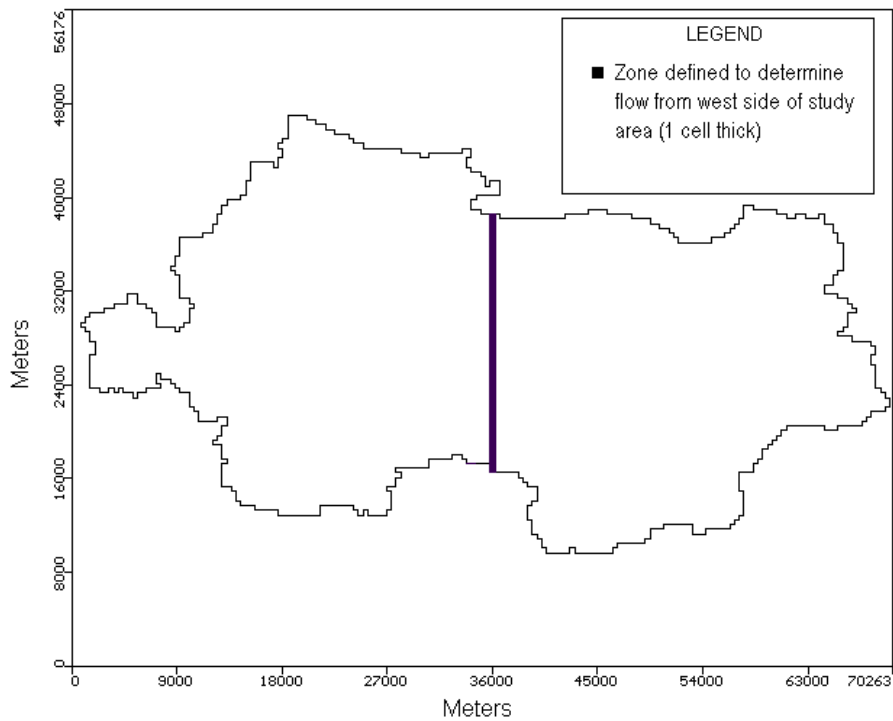 56176
LEGEND
Zone defined to determine
flow from west side of study
area (1 cell thick)
48000
40000
32000
Meters
24000
16000
8000
0
0 9000 18000 27000 36000 45000 54000 63000 70263
Meters